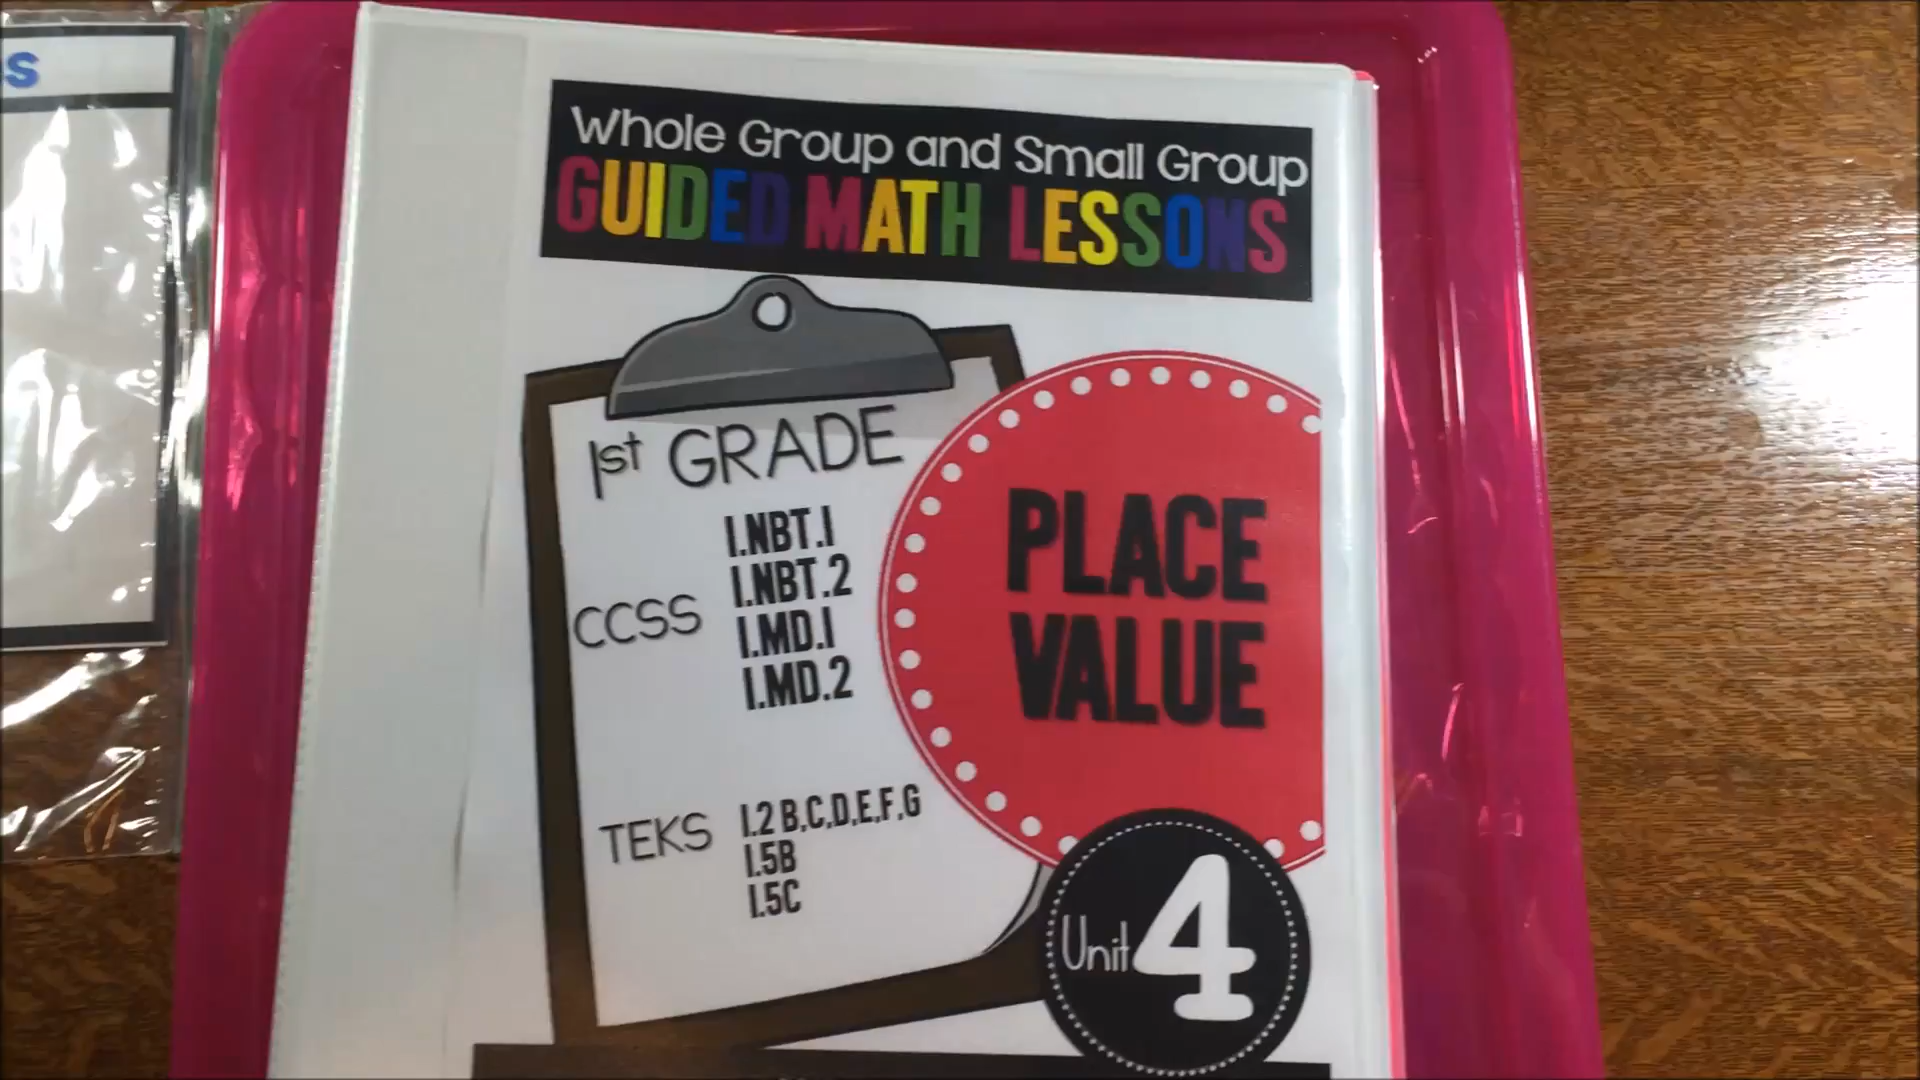 S
Whole Group and Small Group
GUIDED MATH LESSONS
1st GRADE
CCSS
1.NBT.1
1.NBT.2
1.MD.1
1.MD.2
TEKS
1.2 B,C,D,E,F,G
1.5B
1.5C
PLACE
VALUE
Unit 4